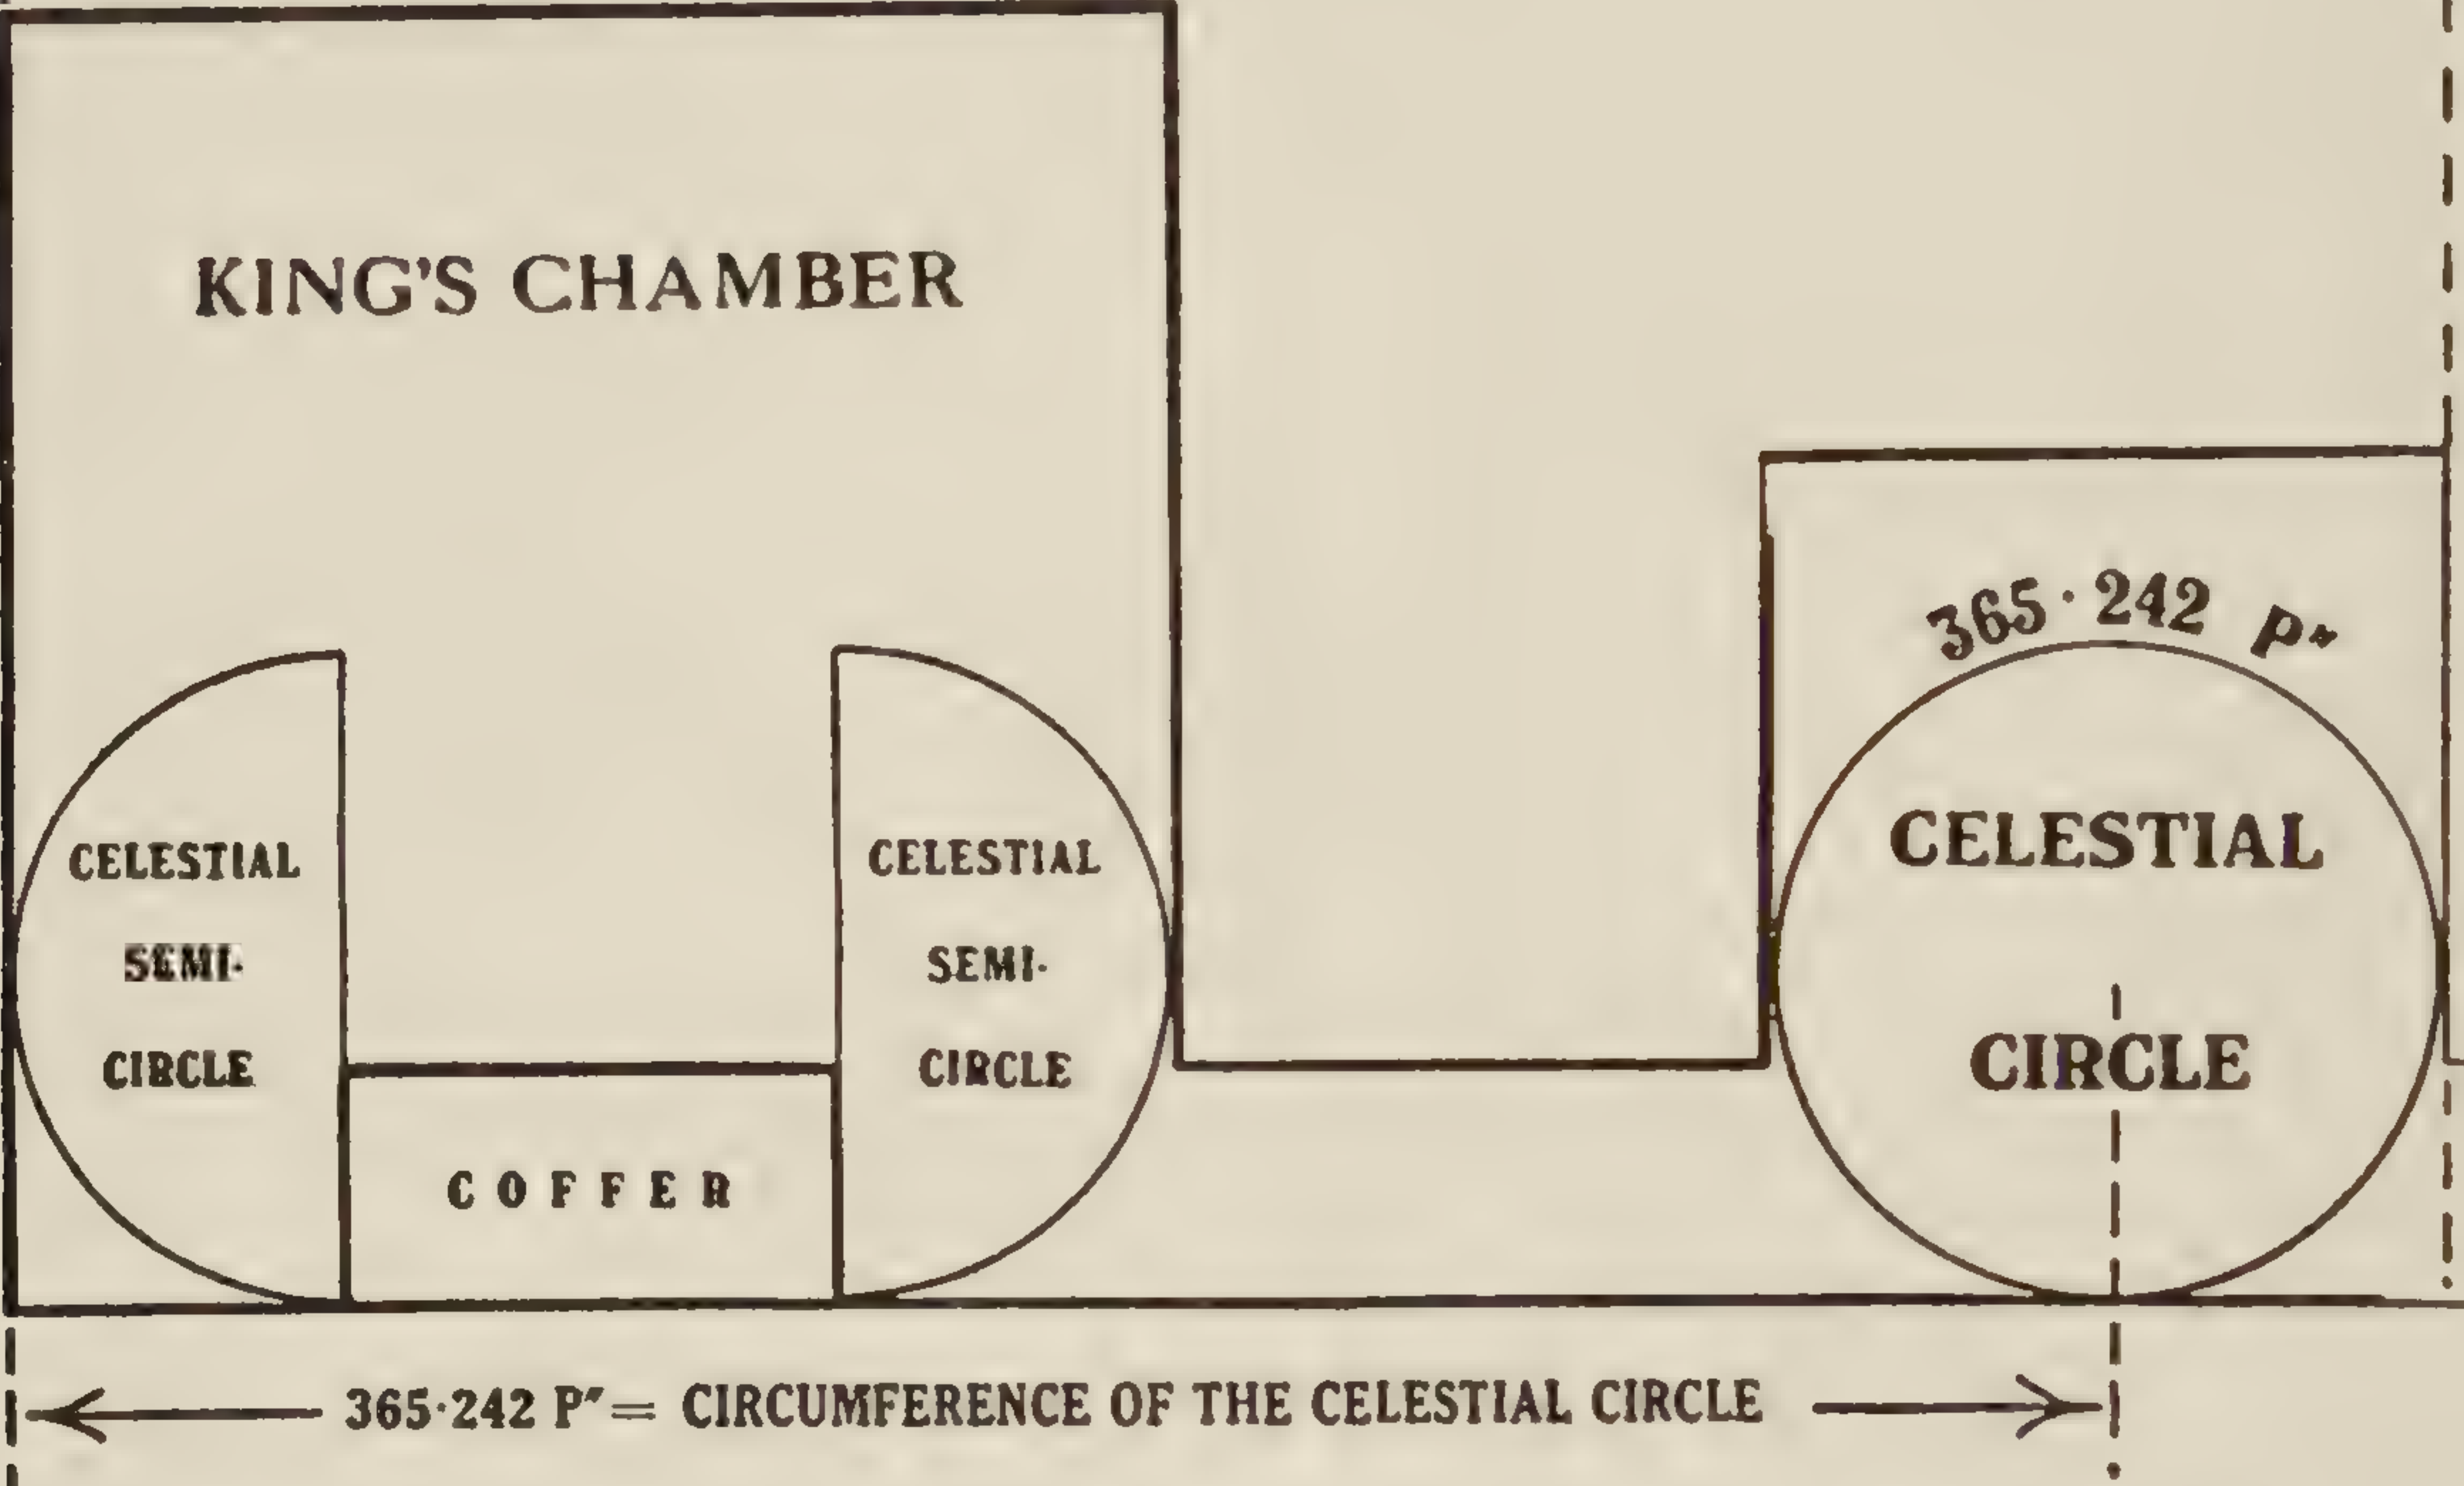 KING'S CHAMBER
365·242 P"
CELESTIAL
SEMI-
CIRCLE
CELESTIAL
SEMI-
CIRCLE
CELESTIAL
CIRCLE
COFFER
365·242 P"= CIRCUMFERENCE OF THE CELESTIAL CIRCLE